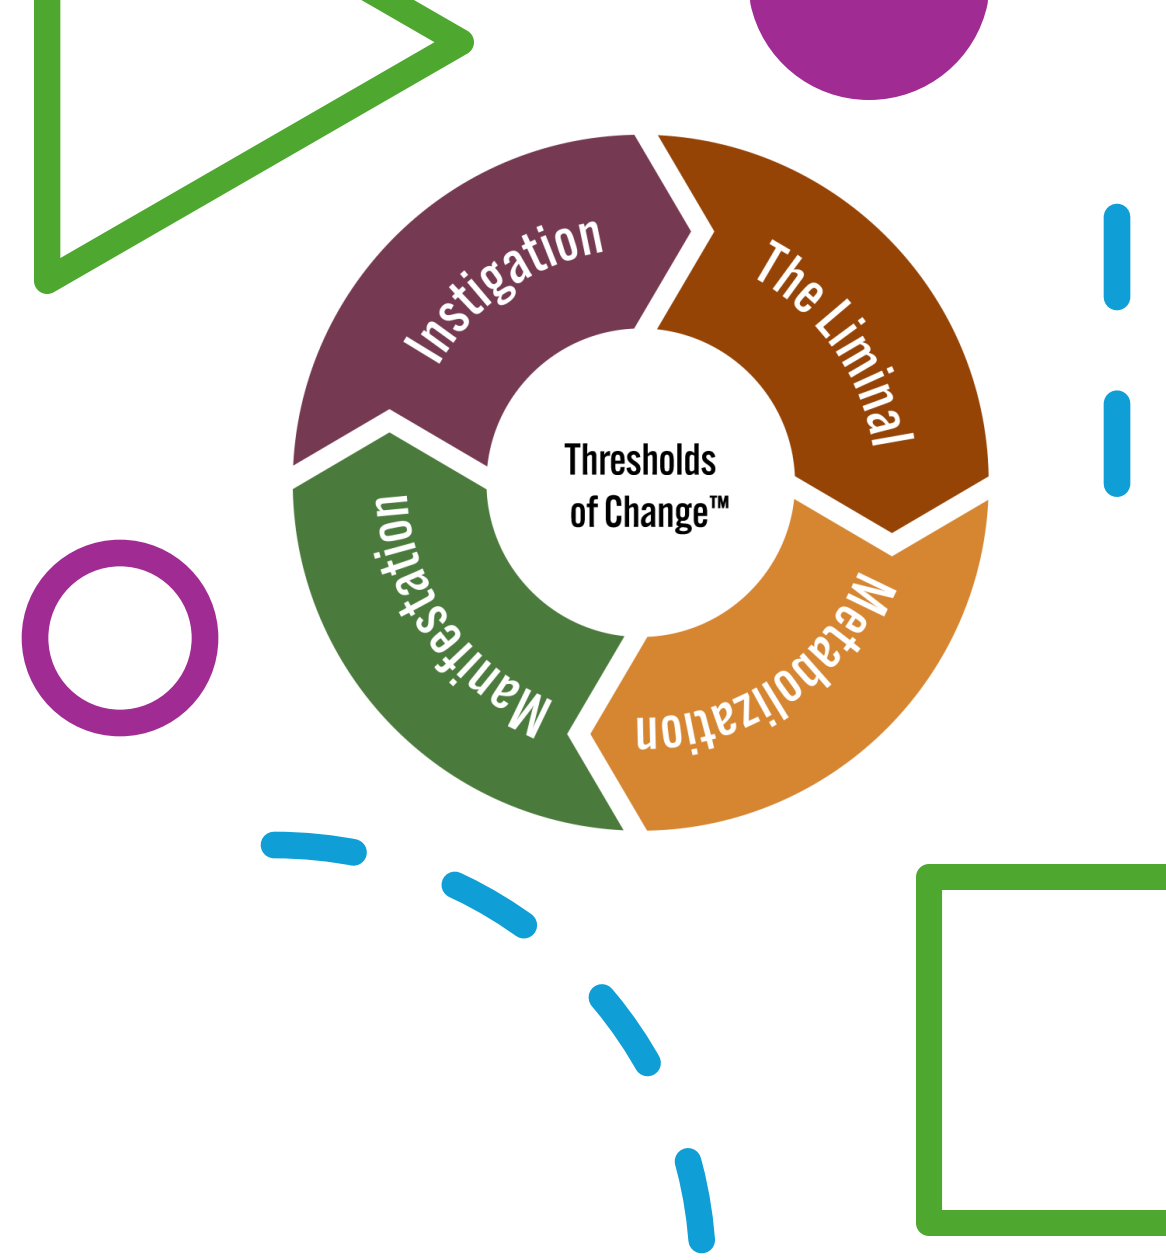 Instigation
The Liminal
Metabolization
Manifestation
Thresholds
of Change™